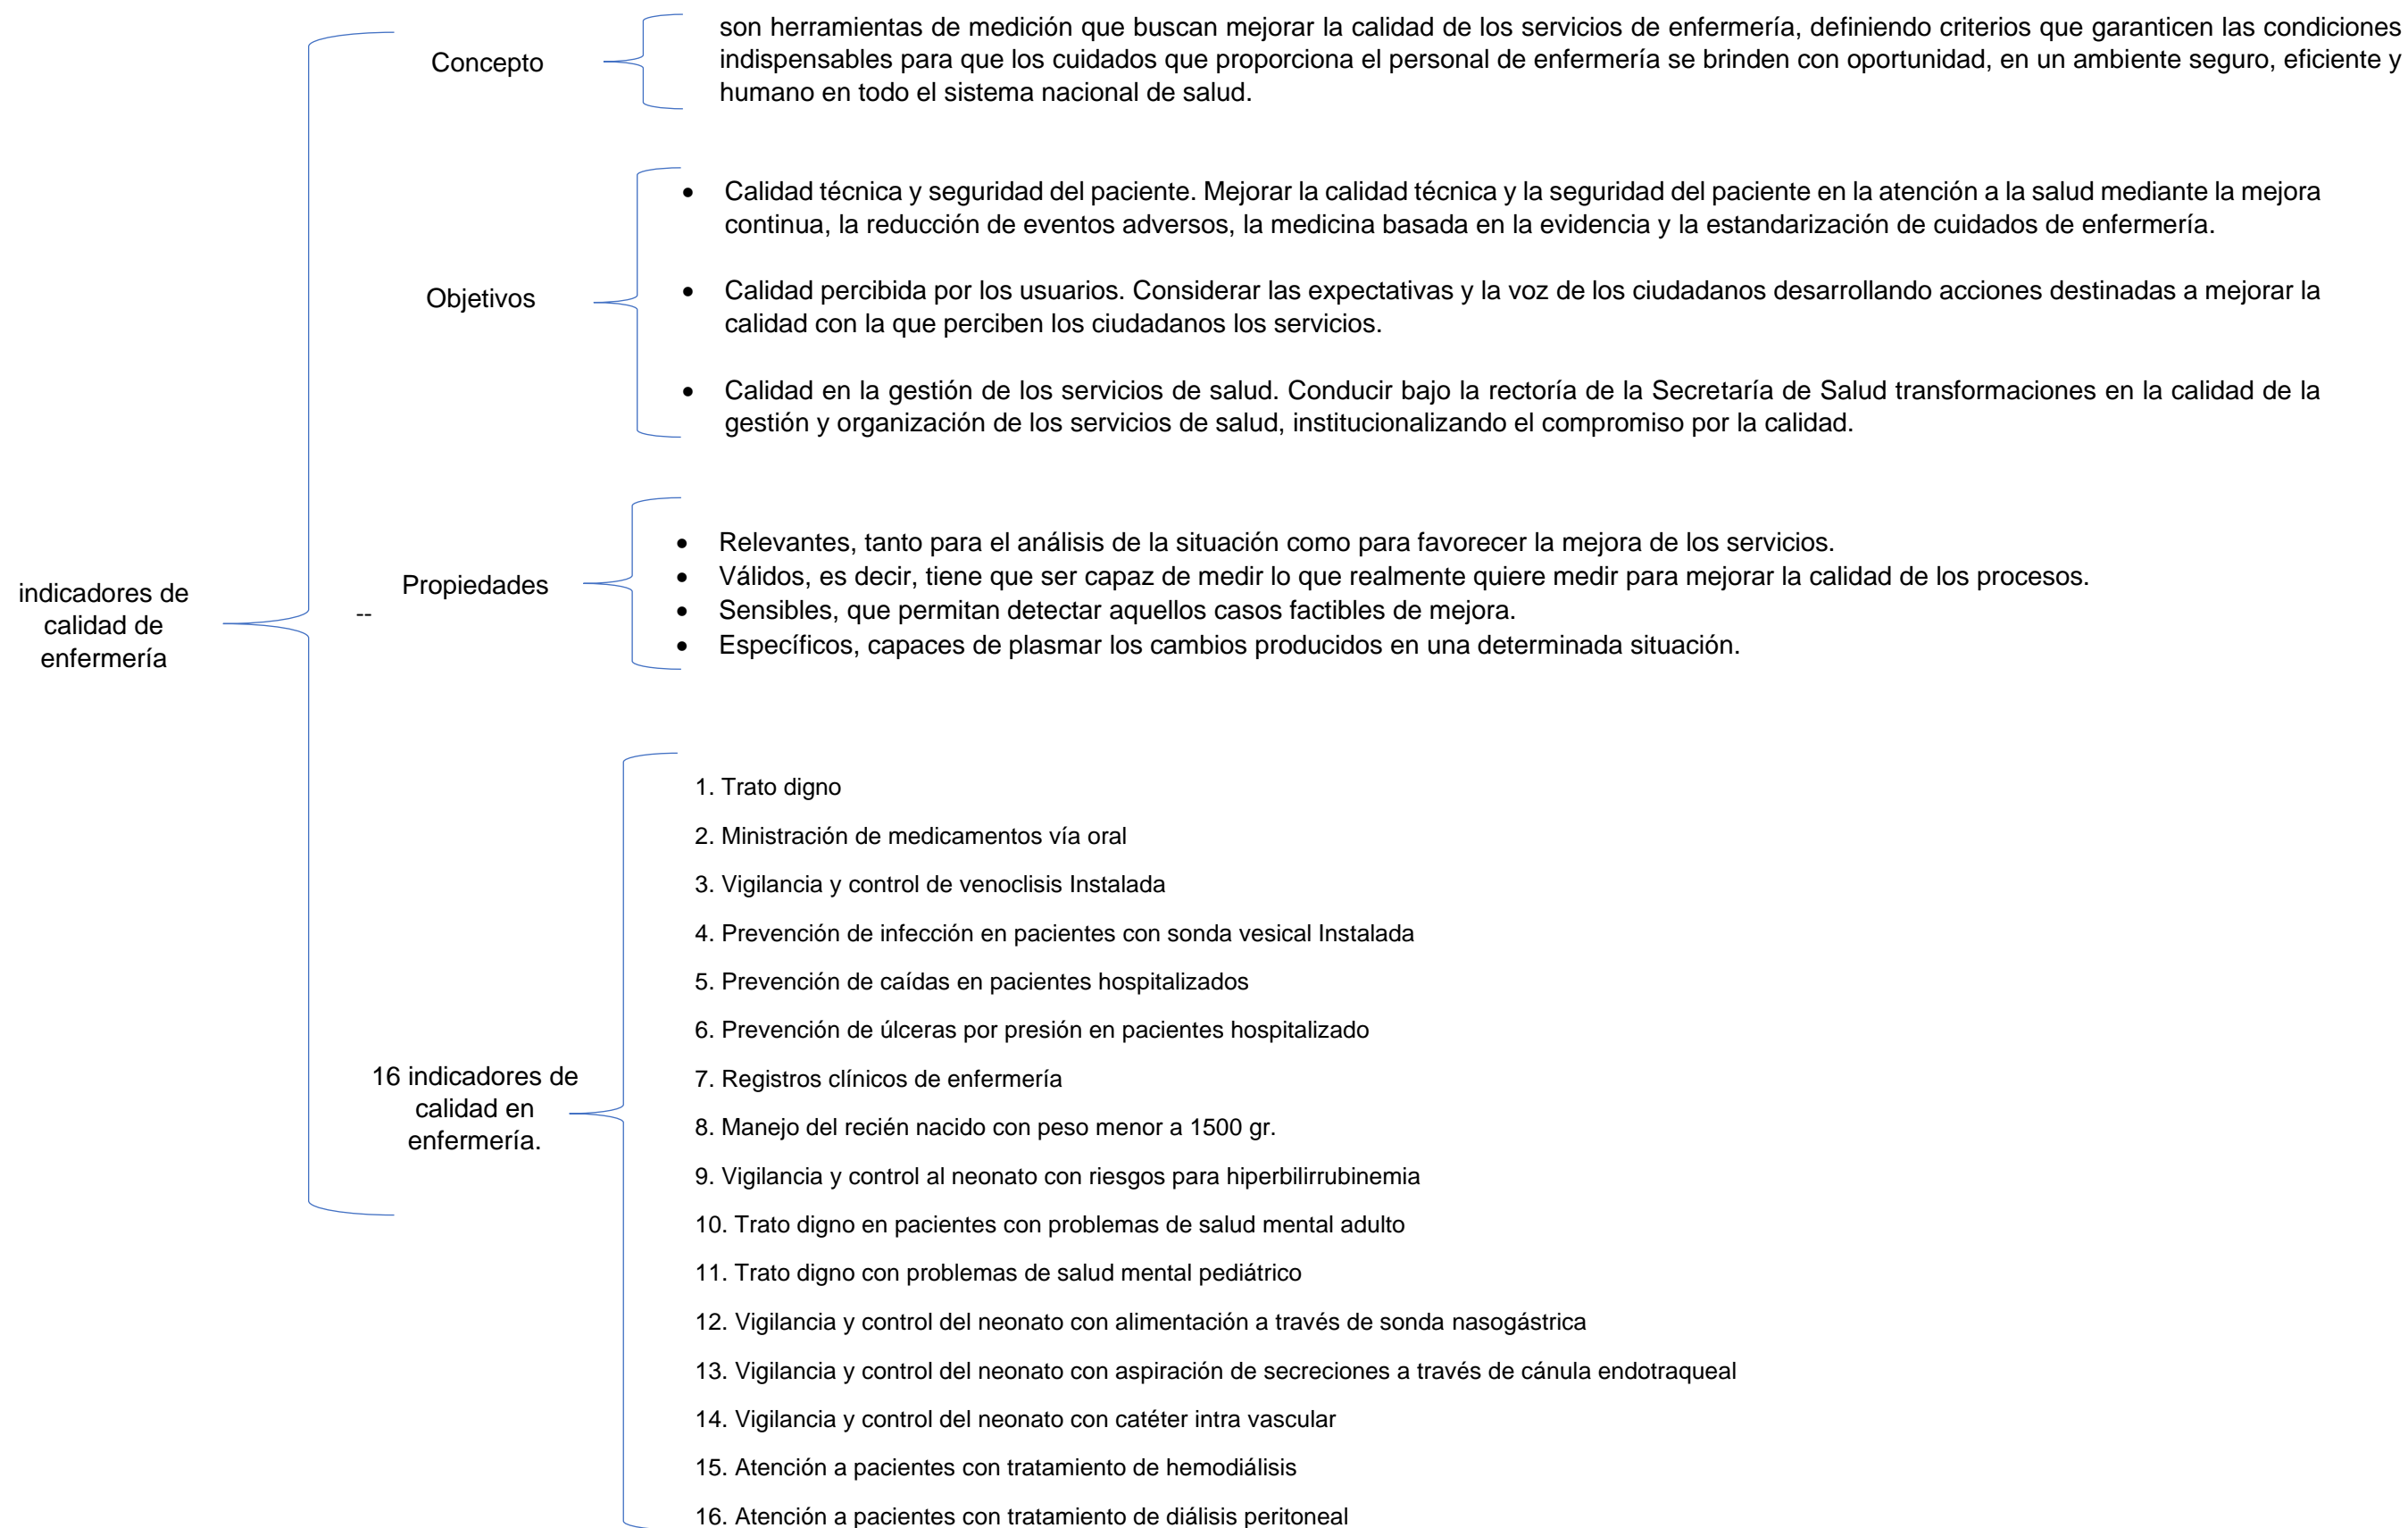 indicadores de
calidad de
enfermería
--
Concepto
son herramientas de medición que buscan mejorar la calidad de los servicios de enfermería, definiendo criterios que garanticen las condiciones
indispensables para que los cuidados que proporciona el personal de enfermería se brinden con oportunidad, en un ambiente seguro, eficiente y
humano en todo el sistema nacional de salud.
Objetivos
• Calidad técnica y seguridad del paciente. Mejorar la calidad técnica y la seguridad del paciente en la atención a la salud mediante la mejora
continua, la reducción de eventos adversos, la medicina basada en la evidencia y la estandarización de cuidados de enfermería.
• Calidad percibida por los usuarios. Considerar las expectativas y la voz de los ciudadanos desarrollando acciones destinadas a mejorar la
calidad con la que perciben los ciudadanos los servicios.
• Calidad en la gestión de los servicios de salud. Conducir bajo la rectoría de la Secretaría de Salud transformaciones en la calidad de la
gestión y organización de los servicios de salud, institucionalizando el compromiso por la calidad.
Propiedades
• Relevantes, tanto para el análisis de la situación como para favorecer la mejora de los servicios.
• Válidos, es decir, tiene que ser capaz de medir lo que realmente quiere medir para mejorar la calidad de los procesos.
• Sensibles, que permitan detectar aquellos casos factibles de mejora.
• Específicos, capaces de plasmar los cambios producidos en una determinada situación.
16 indicadores de
calidad en
enfermería.
1. Trato digno
2. Ministración de medicamentos vía oral
3. Vigilancia y control de venoclisis Instalada
4. Prevención de infección en pacientes con sonda vesical Instalada
5. Prevención de caídas en pacientes hospitalizados
6. Prevención de úlceras por presión en pacientes hospitalizado
7. Registros clínicos de enfermería
8. Manejo del recién nacido con peso menor a 1500 gr.
9. Vigilancia y control al neonato con riesgos para hiperbilirrubinemia
10. Trato digno en pacientes con problemas de salud mental adulto
11. Trato digno con problemas de salud mental pediátrico
12. Vigilancia y control del neonato con alimentación a través de sonda nasogástrica
13. Vigilancia y control del neonato con aspiración de secreciones a través de cánula endotraqueal
14. Vigilancia y control del neonato con catéter intra vascular
15. Atención a pacientes con tratamiento de hemodiálisis
16. Atención a pacientes con tratamiento de diálisis peritoneal